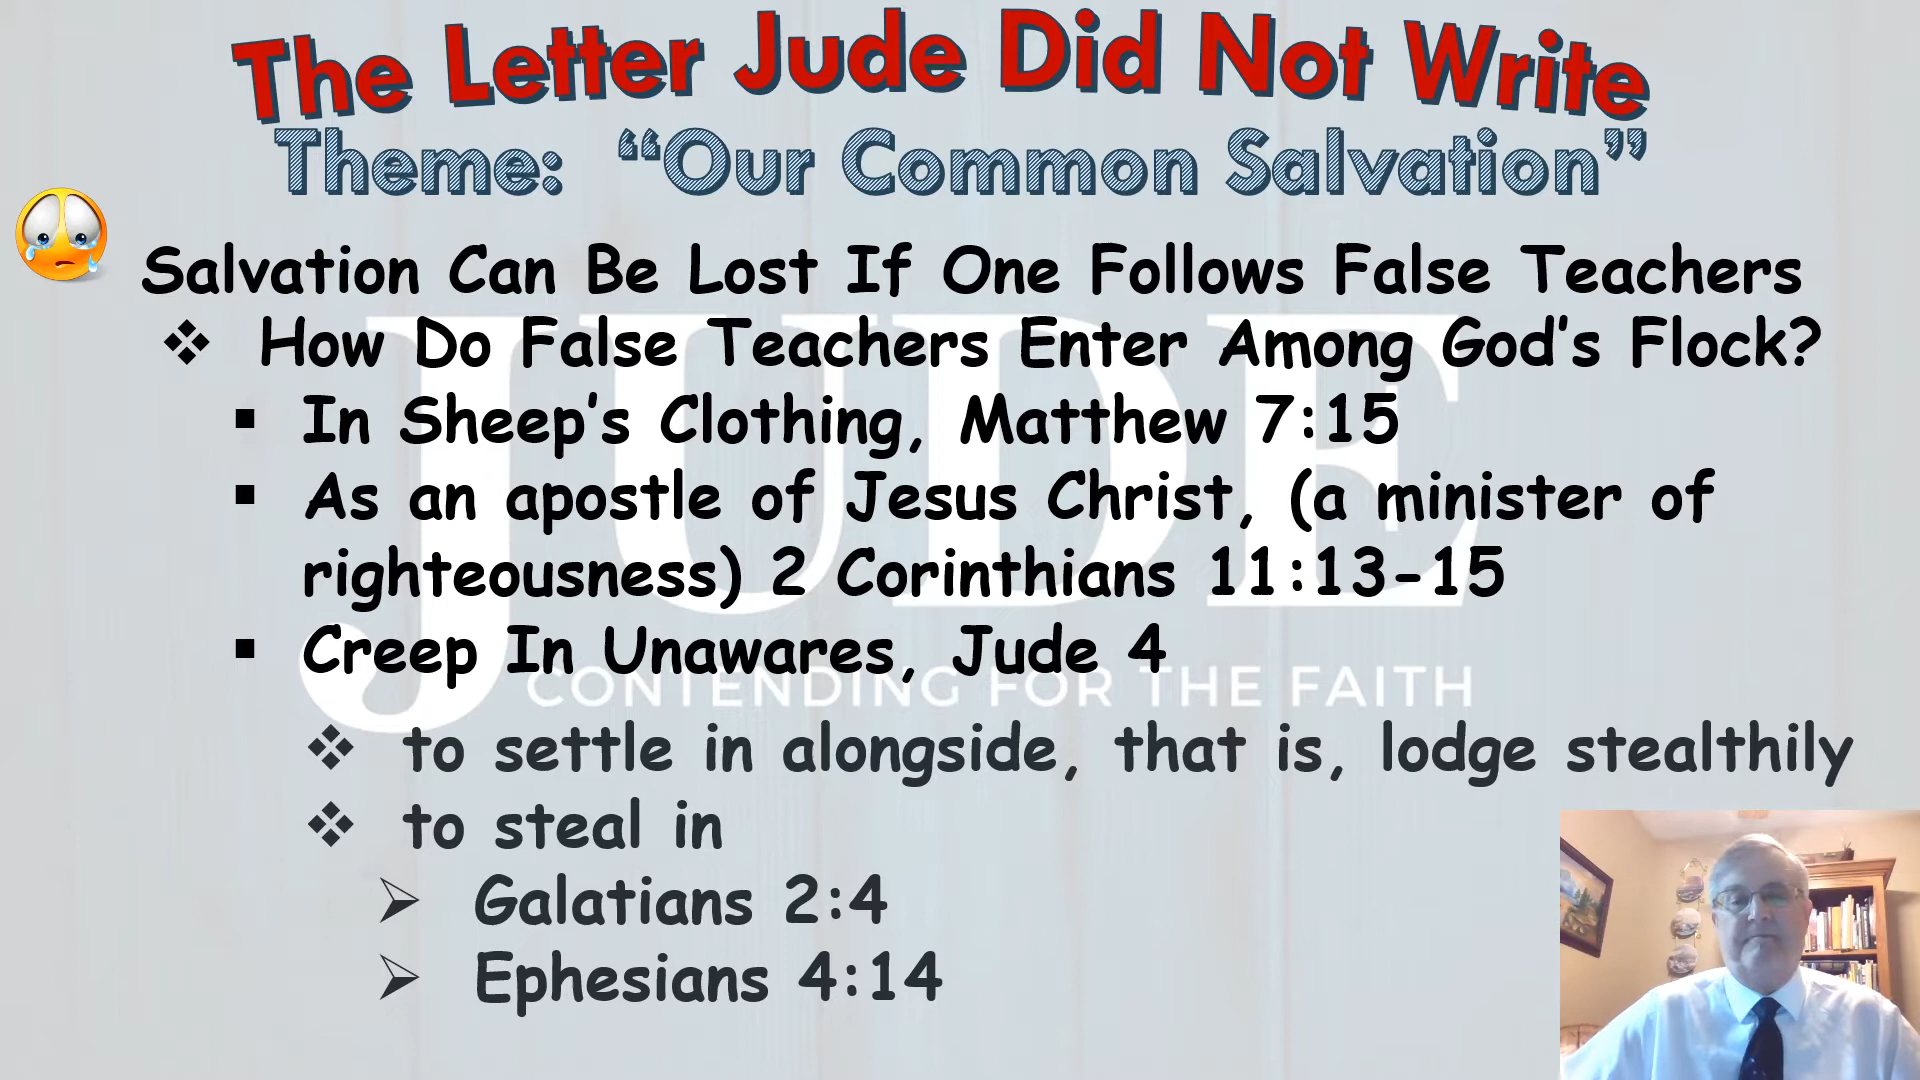 The Letter Jude Did Not Write
Theme: “Our Common Salvation”
Salvation Can Be Lost If One Follows False Teachers
❖ How Do False Teachers Enter Among God’s Flock?
▪ In Sheep’s Clothing, Matthew 7:15
▪ As an apostle of Jesus Christ, (a minister of
righteousness) 2 Corinthians 11:13-15
▪ Creep In Unawares, Jude 4
❖ to settle in alongside, that is, lodge stealthily
❖ to steal in
➢ Galatians 2:4
➢ Ephesians 4:14
JUDE
CONTENDING FOR THE FAITH